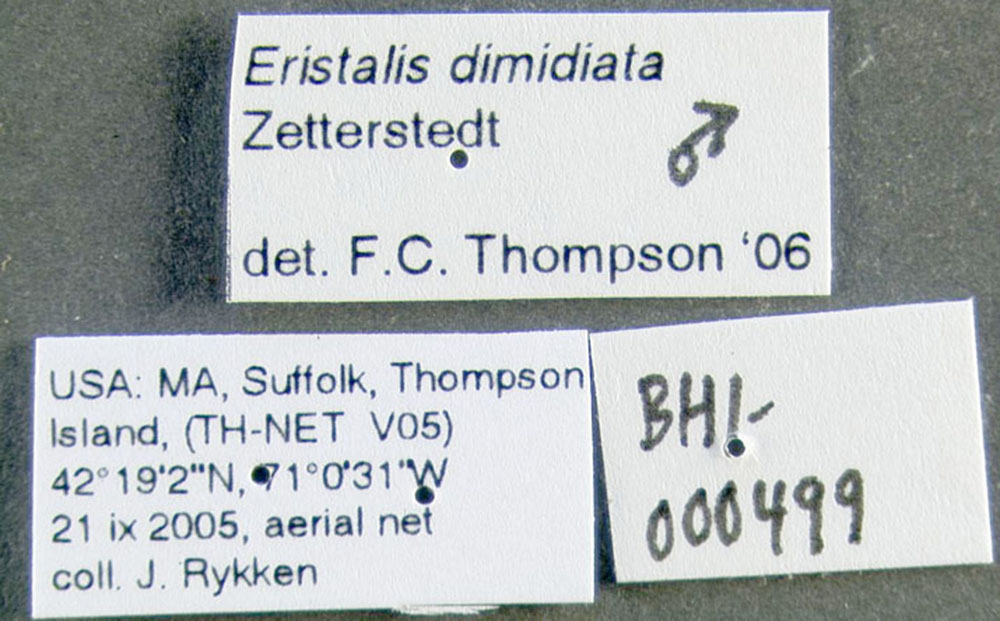 Eristalis dimidiata
Zetterstedt
♂
det. F.C. Thompson '06
USA: MA, Suffolk, Thompson
Island, (TH-NET V05)
42°19'2"N, 71°0'31"W
21 ix 2005, aerial net
coll. J. Rykken
BHI-
000499